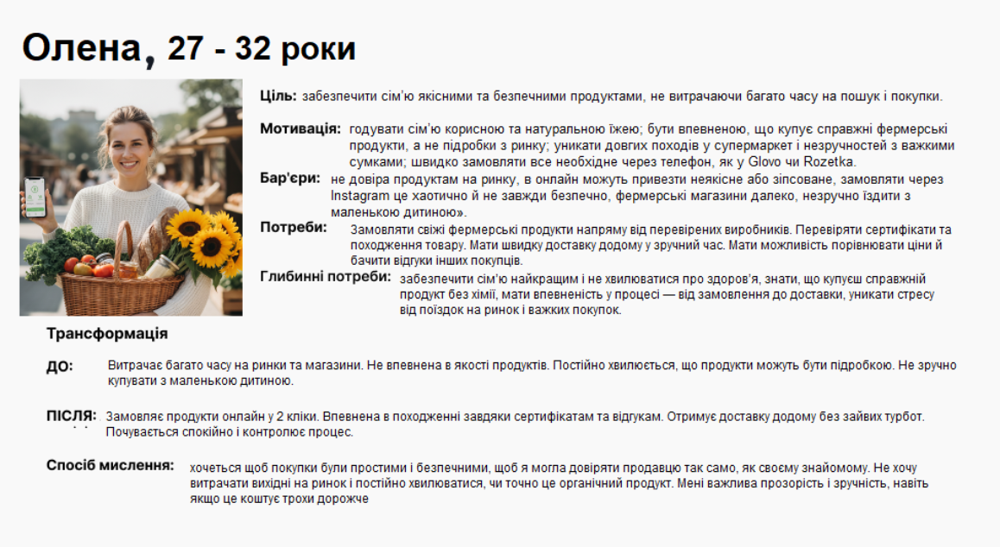 Олена, 27 - 32 роки
Ціль: забезпечити сім’ю якісними та безпечними продуктами, не витрачаючи багато часу на пошук і покупки.
Мотивація: годувати сім’ю корисною та натуральною їжею; бути впевненою, що купує справжні фермерські
продукти, а не підробки з ринку; уникати довгих походів у супермаркет і незручностей з важкими
сумками; швидко замовляти все необхідне через телефон, як у Glovo чи Rozetka.
Бар'єри: не довіра продуктам на ринку, в онлайн можуть привезти неякісне або зіпсоване, замовляти через
Instagram це хаотично й не завжди безпечно, фермерські магазини далеко, незручно їздити з
маленькою дитиною».
Потреби: Замовляти свіжі фермерські продукти напряму від перевірених виробників. Перевіряти сертифікати та
походження товару. Мати швидку доставку додому у зручний час. Мати можливість порівнювати ціни й
бачити відгуки інших покупців.
Глибинні потреби: забезпечити сім’ю найкращим і не хвилюватися про здоров’я, знати, що купуєш справжній
продукт без хімії, мати впевненість у процесі — від замовлення до доставки, уникати стресу
від поїздок на ринок і важких покупок.
Трансформація
ДО: Витрачає багато часу на ринки та магазини. Не впевнена в якості продуктів. Постійно хвилюється, що продукти можуть бути підробкою. Не зручно
купувати з маленькою дитиною.
ПІСЛЯ: Замовляє продукти онлайн у 2 кліки. Впевнена в походженні завдяки сертифікатам та відгукам. Отримує доставку додому без зайвих турбот.
Почувається спокійно і контролює процес.
Спосіб мислення: хочеться щоб покупки були простими і безпечними, щоб я могла довіряти продавцю так само, як своєму знайомому. Не хочу
витрачати вихідні на ринок і постійно хвилюватися, чи точно це органічний продукт. Мені важлива прозорість і зручність, навіть
якщо це коштує трохи дорожче